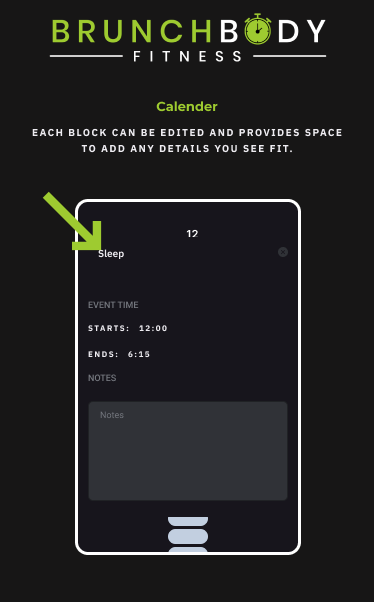 BRUNCHBODY
FITNESS
Calender
EACH BLOCK CAN BE EDITED AND PROVIDES SPACE
TO ADD ANY DETAILS YOU SEE FIT.
12
Sleep
EVENT TIME
STARTS: 12:00
ENDS: 6:15
NOTES
Notes